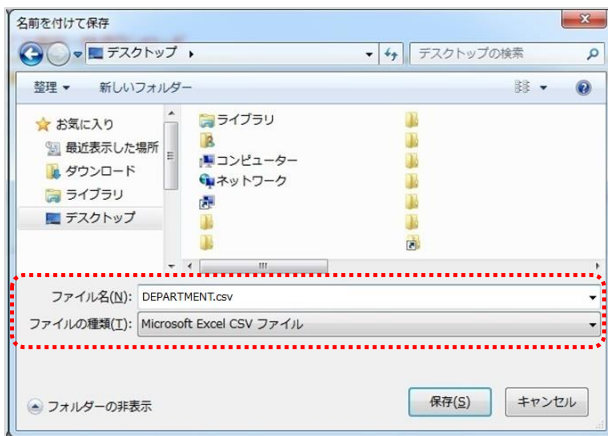 名前を付けて保存
デスクトップ
デスクトップの検索
整理
新しいフォルダー
お気に入り
最近表示した場所
ダウンロード
ライブラリ
デスクトップ
ライブラリ
コンピューター
ネットワーク
ファイル名(N): DEPARTMENT.csv
ファイルの種類(T): Microsoft Excel CSV ファイル
フォルダーの非表示
保存(S)
キャンセル